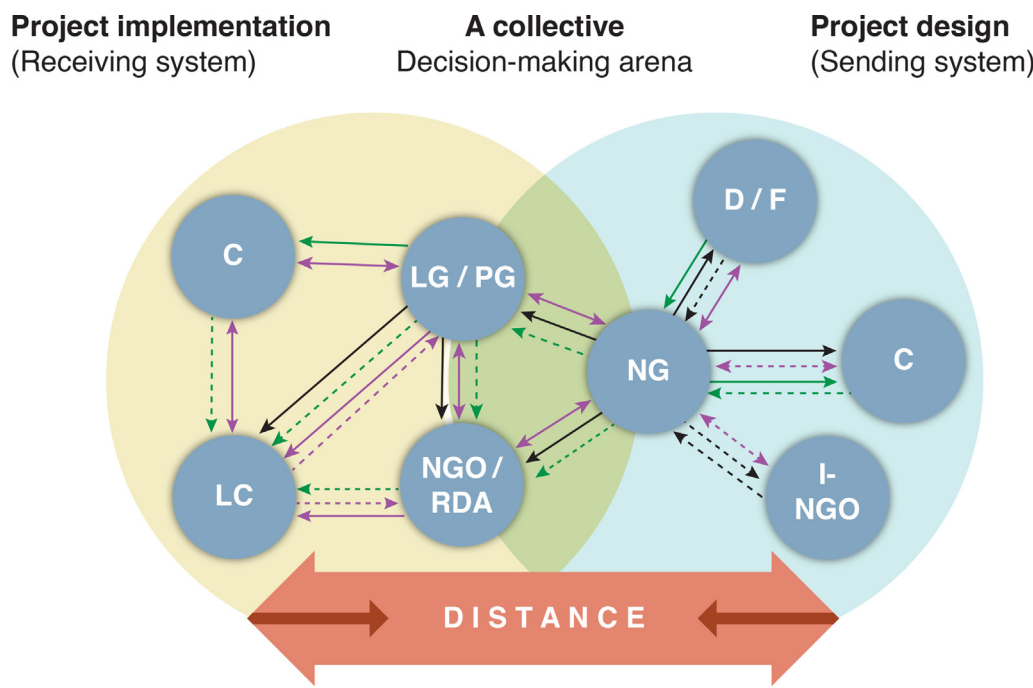 Project implementation
(Receiving system)
A collective
Decision-making arena
Project design
(Sending system)
D / F
C
LG / PG
NG
C
LC
NGO /
RDA
I-
NGO
DISTANCE